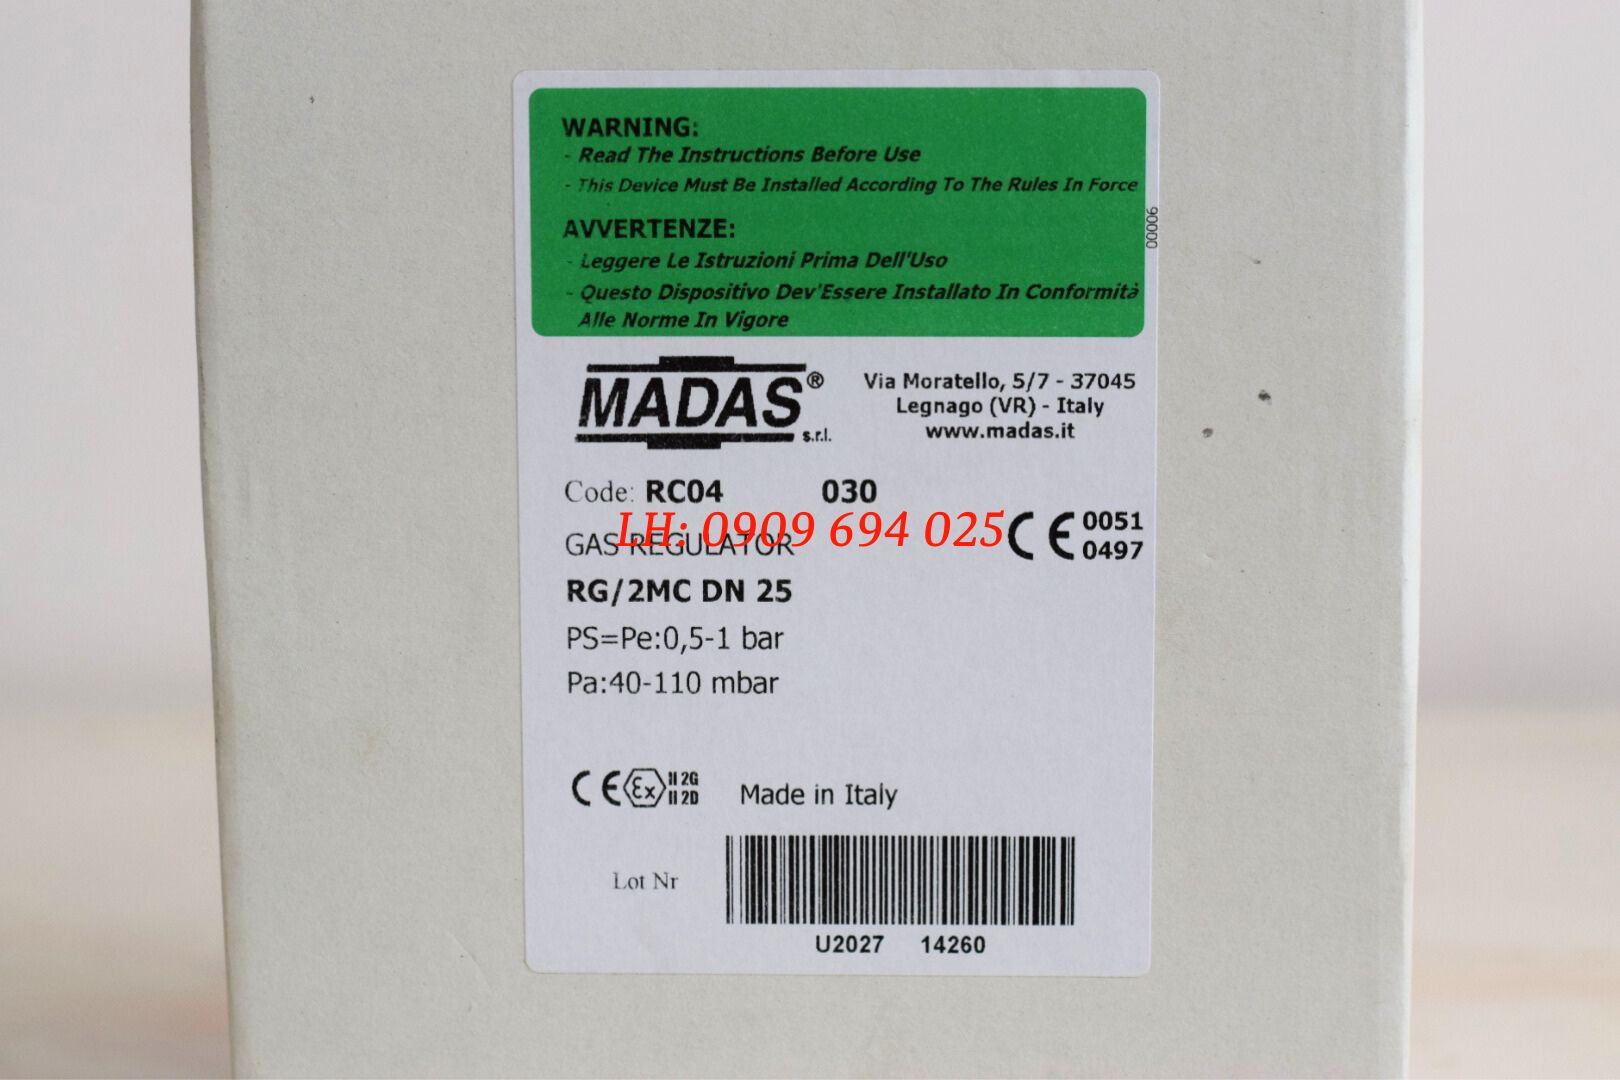 WARNING:
- Read The Instructions Before Use
- This Device Must Be Installed According To The Rules In Force
AVVERTENZE:
- Leggere Le Istruzioni Prima Dell'Uso
- Questo Dispositivo Dev'Essere Installato In Conformità
Alle Norme In Vigore
00006
MADAS® s.r.l.
Via Moratello, 5/7 - 37045
Legnago (VR) - Italy
www.madas.it
Code: RC04 030
LH: 0909 694 025
GAS REGULATOR
CE 0051
0497
RG/2MC DN 25
PS=Pe:0,5-1 bar
Pa:40-110 mbar
CE Ex II 2G
II 2D
Made in Italy
Lot Nr
U2027 14260